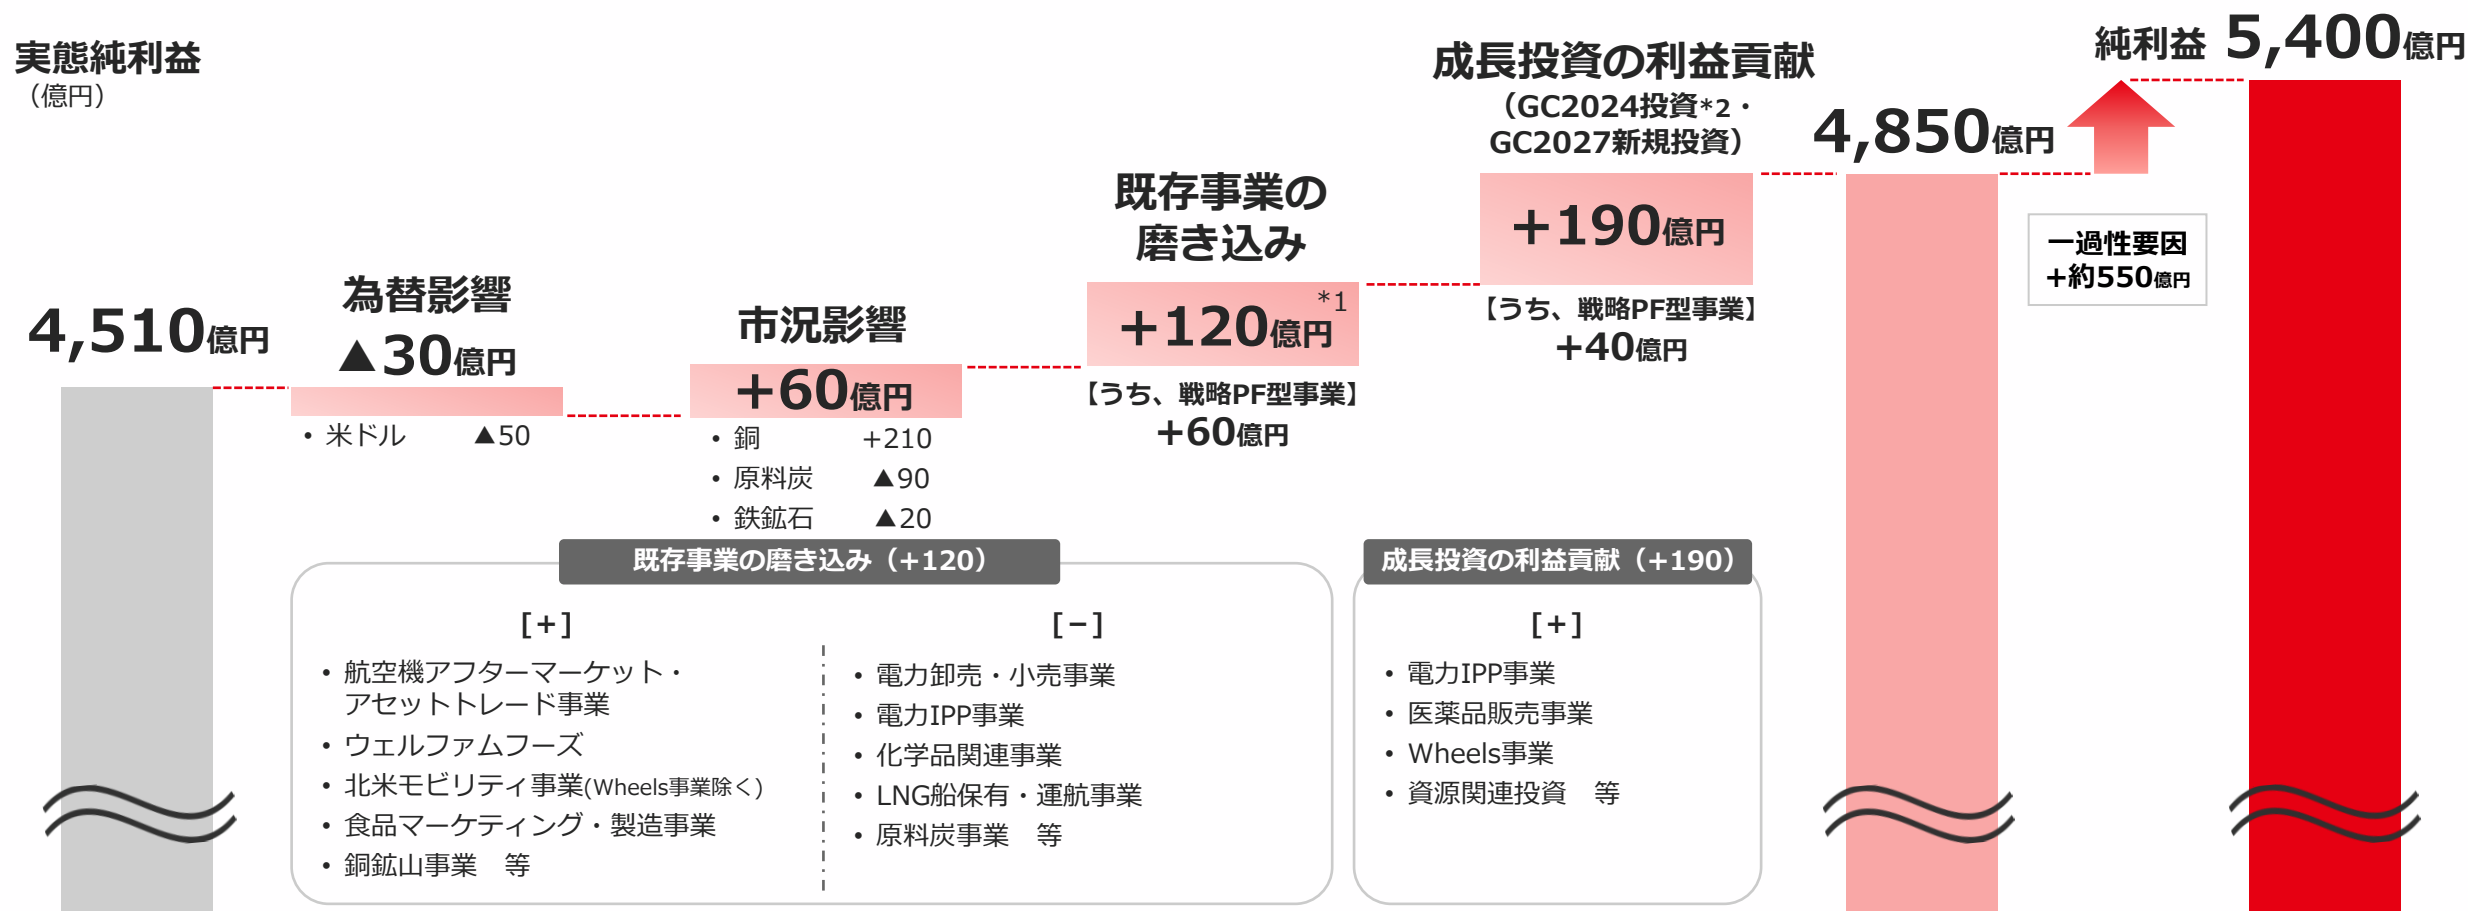 実態純利益
（億円）
4,510億円
為替影響
▲30億円
• 米ドル ▲50
市況影響
+60億円
• 銅 +210
• 原料炭 ▲90
• 鉄鉱石 ▲20
既存事業の
磨き込み
+120億円*1
【うち、戦略PF型事業】
+60億円
成長投資の利益貢献
（GC2024投資*2・
GC2027新規投資）
+190億円
【うち、戦略PF型事業】
+40億円
4,850億円
一過性要因
+約550億円
純利益 5,400億円
既存事業の磨き込み（+120）
[+]
• 航空機アフターマーケット・
アセットトレード事業
• ウェルファムフーズ
• 北米モビリティ事業(Wheels事業除く)
• 食品マーケティング・製造事業
• 銅鉱山事業　等
[−]
• 電力卸売・小売事業
• 電力IPP事業
• 化学品関連事業
• LNG船保有・運航事業
• 原料炭事業　等
成長投資の利益貢献（+190）
[+]
• 電力IPP事業
• 医薬品販売事業
• Wheels事業
• 資源関連投資　等